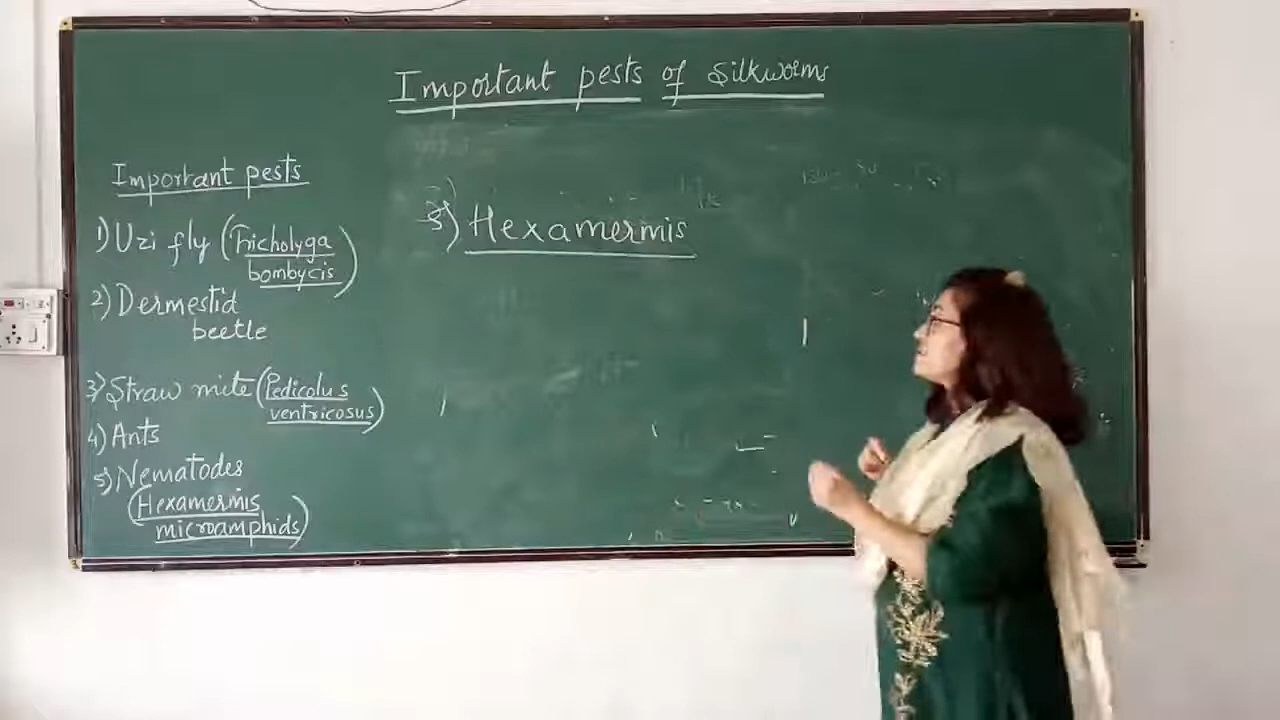 Important pests of Silkworms
Important pests
1) Uzi fly (Tricholyga
bombycis)
2) Dermestid
beetle
3) Straw mite (Pedicolus
ventricosus)
4) Ants
5) Nematodes
(Hexamermis
microamphids)
5) Hexamermis